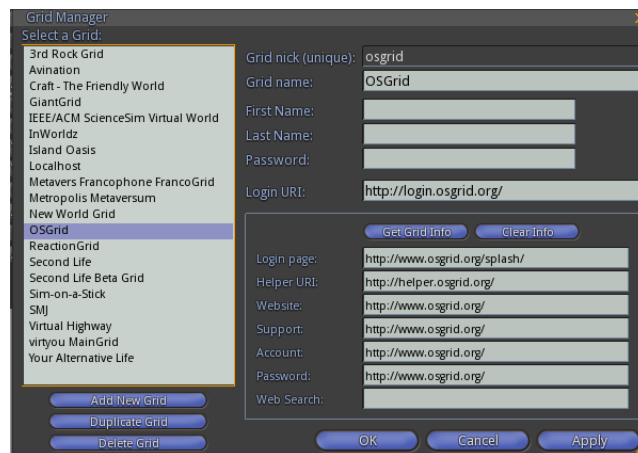 Grid Manager
Select a Grid:
3rd Rock Grid
Avination
Craft - The Friendly World
GiantGrid
IEEE/ACM ScienceSim Virtual World
InWorldz
Island Oasis
Localhost
Metavers Francophone FrancoGrid
Metropolis Metaversum
New World Grid
OSGrid
ReactionGrid
Second Life
Second Life Beta Grid
Sim-on-a-Stick
SMJ
Virtual Highway
virtyou MainGrid
Your Alternative Life
Add New Grid
Duplicate Grid
Delete Grid
Grid nick (unique): osgrid
Grid name: OSGrid
First Name:
Last Name:
Password:
Login URI: http://login.osgrid.org/
Get Grid Info Clear Info
Login page: http://www.osgrid.org/splash/
Helper URI: http://helper.osgrid.org/
Website: http://www.osgrid.org/
Support: http://www.osgrid.org/
Account: http://www.osgrid.org/
Password: http://www.osgrid.org/
Web Search:
OK Cancel Apply